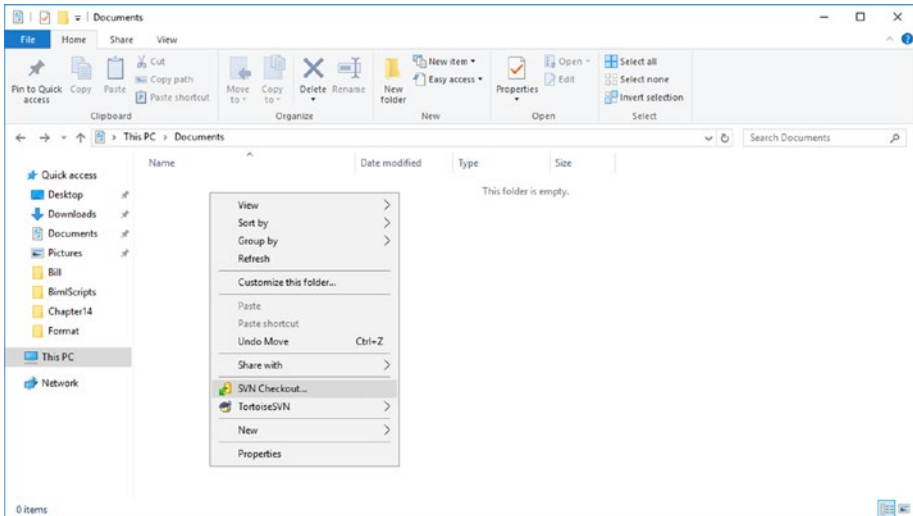 Documents
File Home Share View
Pin to Quick access
Copy
Paste
Cut
Copy path
Paste shortcut
Clipboard
Move to
Copy to
Delete
Rename
Organize
New folder
New item
Easy access
New
Properties
Open
Edit
Open
Select all
Select none
Invert selection
Select
This PC > Documents
Search Documents
Name
Date modified
Type
Size
This folder is empty.
Quick access
Desktop
Downloads
Documents
Pictures
Bill
BimlScripts
Chapter14
Format
This PC
Network
View
Sort by
Group by
Refresh
Customize this folder...
Paste
Paste shortcut
Undo Move Ctrl+Z
Share with
SVN Checkout...
TortoiseSVN
New
Properties
0 items